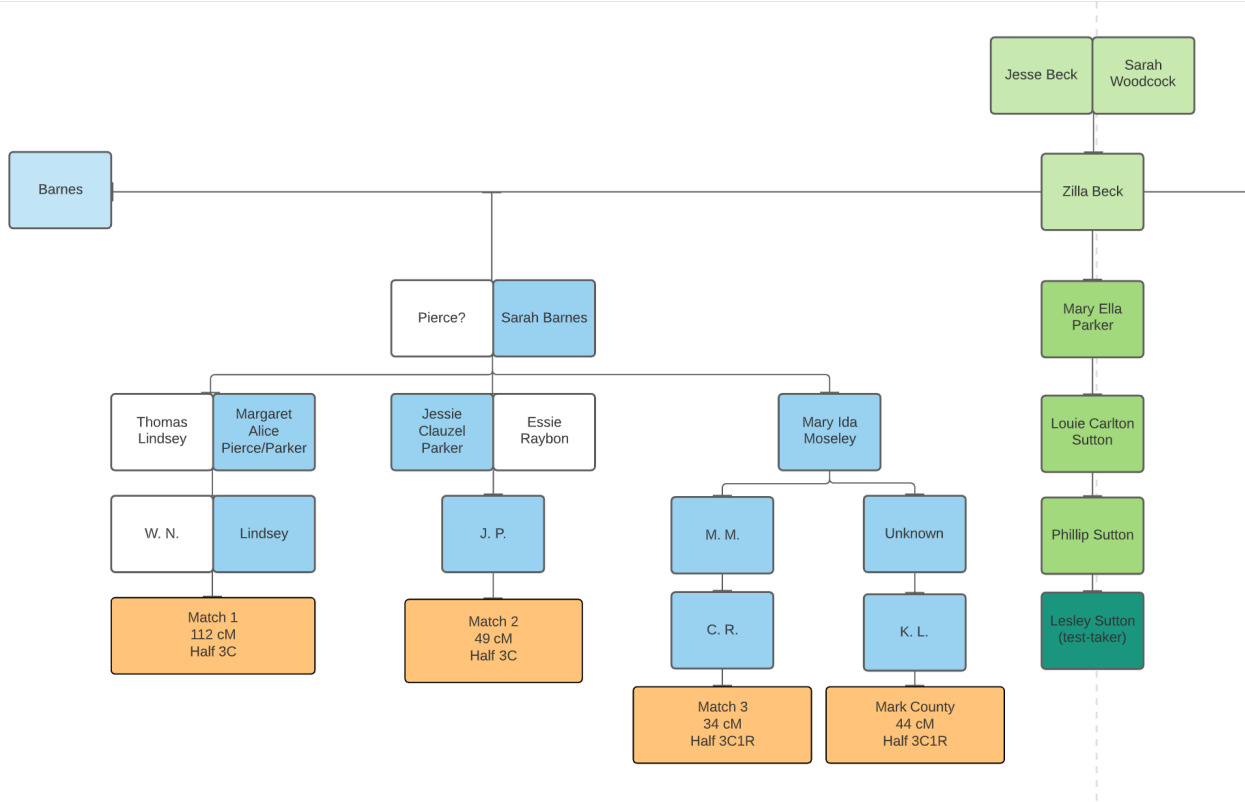 Jesse Beck
Sarah
Woodcock
Barnes
Zilla Beck
Pierce?
Sarah Barnes
Mary Ella
Parker
Thomas
Lindsey
Margaret
Alice
Pierce/Parker
Jessie
Clauzel
Parker
Essie
Raybon
Mary Ida
Moseley
Louie Carlton
Sutton
W. N.
Lindsey
J. P.
M. M.
Unknown
Phillip Sutton
Match 1
112 cM
Half 3C
Match 2
49 cM
Half 3C
C. R.
K. L.
Lesley Sutton
(test-taker)
Match 3
34 cM
Half 3C1R
Mark County
44 cM
Half 3C1R